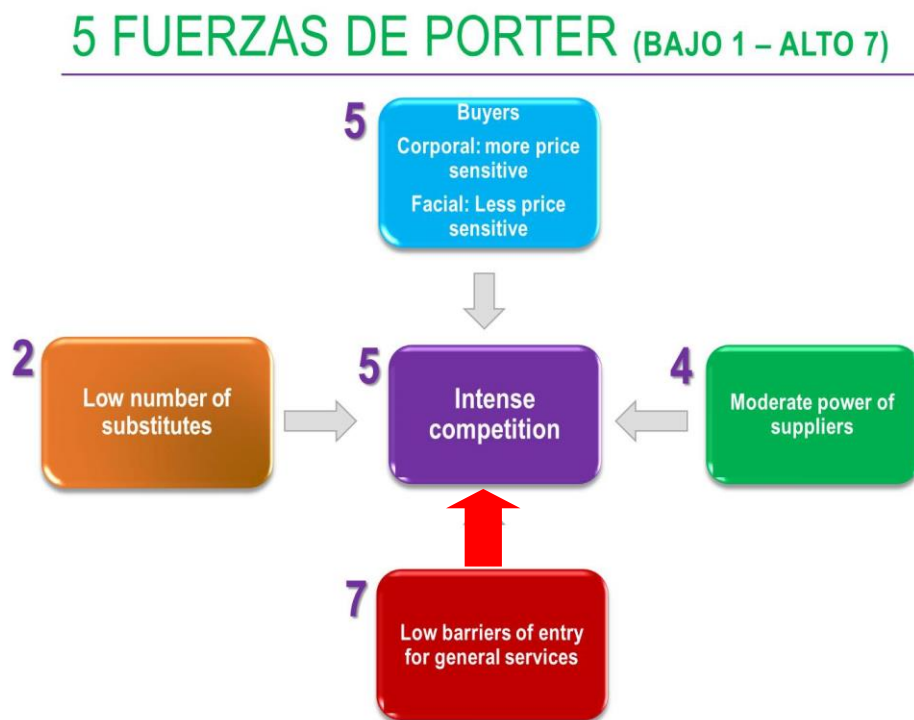 5 FUERZAS DE PORTER (BAJO 1 – ALTO 7)
5
Buyers
Corporal: more price
sensitive
Facial: Less price
sensitive
2
Low number of
substitutes
5
Intense
competition
4
Moderate power of
suppliers
7
Low barriers of entry
for general services